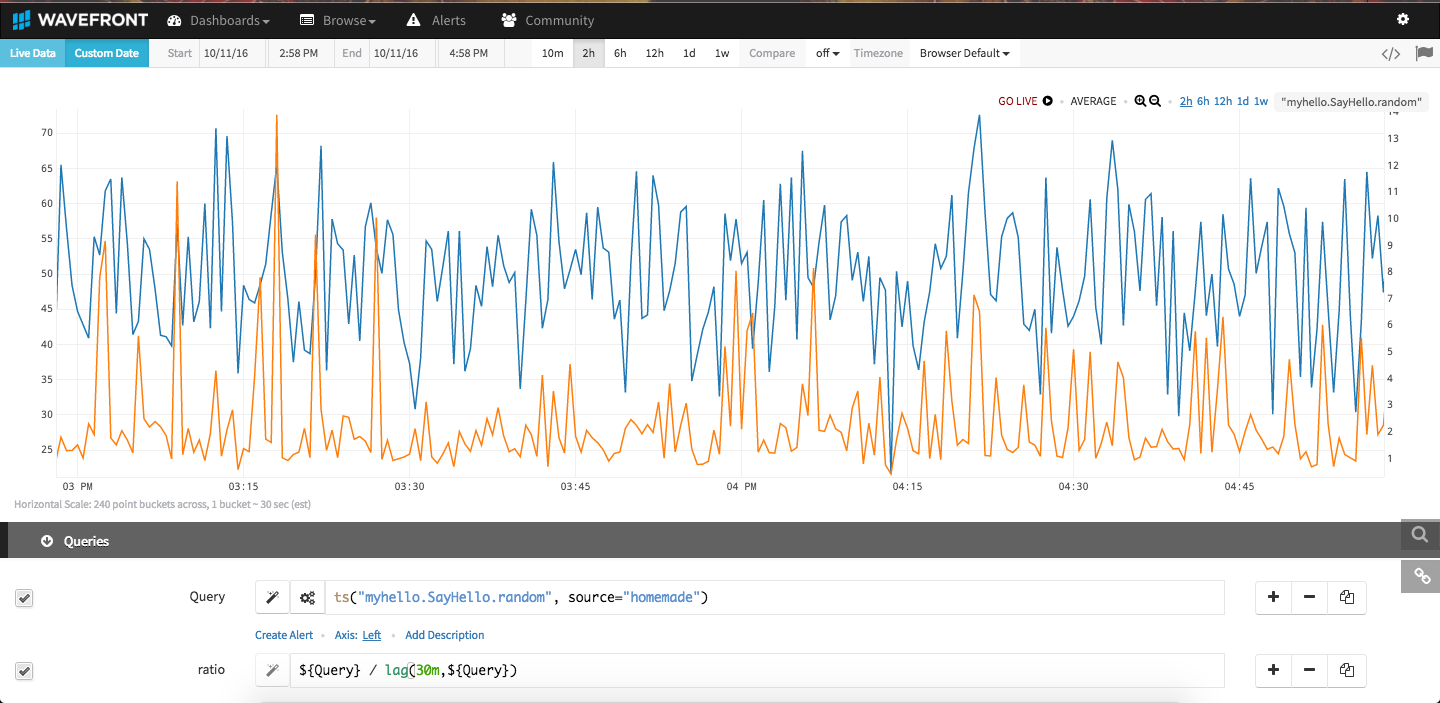 WAVEFRONT Dashboards Browse Alerts Community
Live Data Custom Date Start 10/11/16 2:58 PM End 10/11/16 4:58 PM 10m 2h 6h 12h 1d 1w Compare off Timezone Browser Default </>
GO LIVE • AVERAGE • • 2h 6h 12h 1d 1w "myhello.SayHello.random"
14
70 13
65 12
60 11
55 10
9
50 8
45 7
6
40 5
35 4
30 3
2
25 1
03 PM 03:15 03:30 03:45 04 PM 04:15 04:30 04:45
Horizontal Scale: 240 point buckets across, 1 bucket ~ 30 sec (est)
Queries
Query ts("myhello.SayHello.random", source="homemade")
Create Alert • Axis: Left • Add Description
ratio ${Query} / lag(30m,${Query})